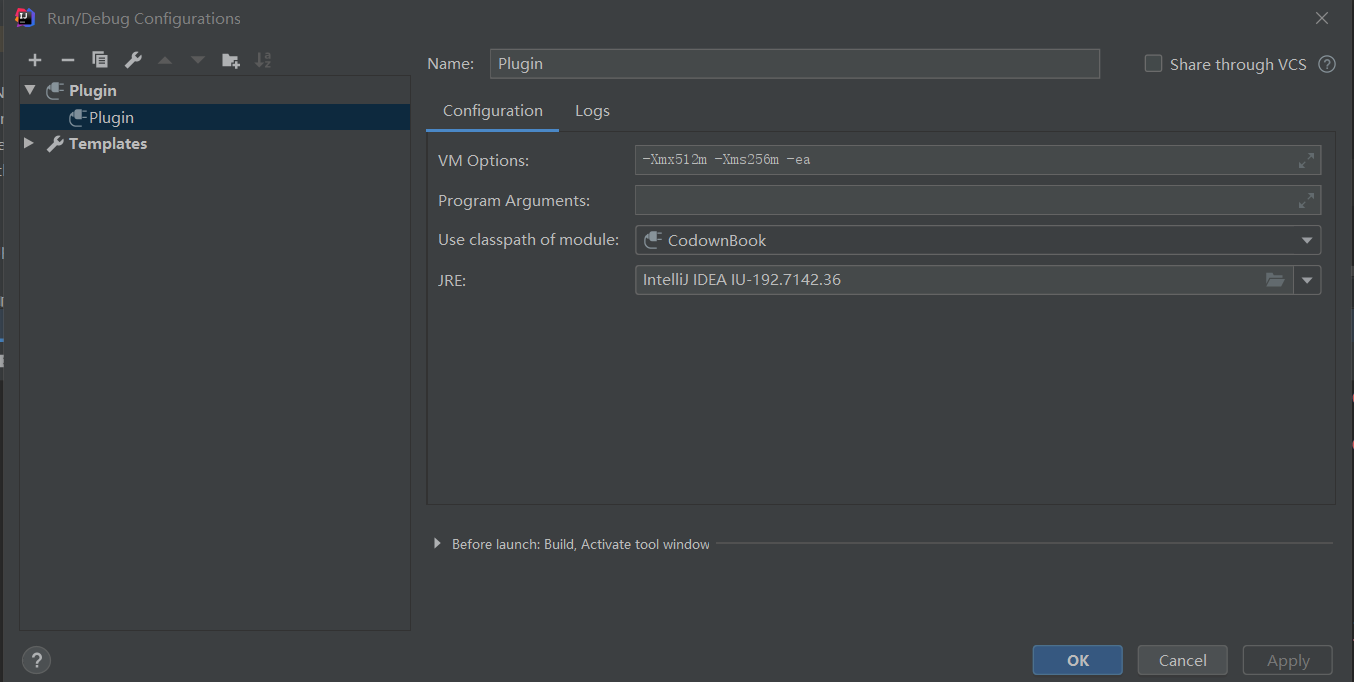 Run/Debug Configurations
Name: Plugin
Share through VCS ?
Plugin
Plugin
Templates
Configuration Logs
VM Options: -Xmx512m -Xms256m -ea
Program Arguments:
Use classpath of module: CodownBook
JRE: IntelliJ IDEA IU-192.7142.36
Before launch: Build, Activate tool window
? OK Cancel Apply